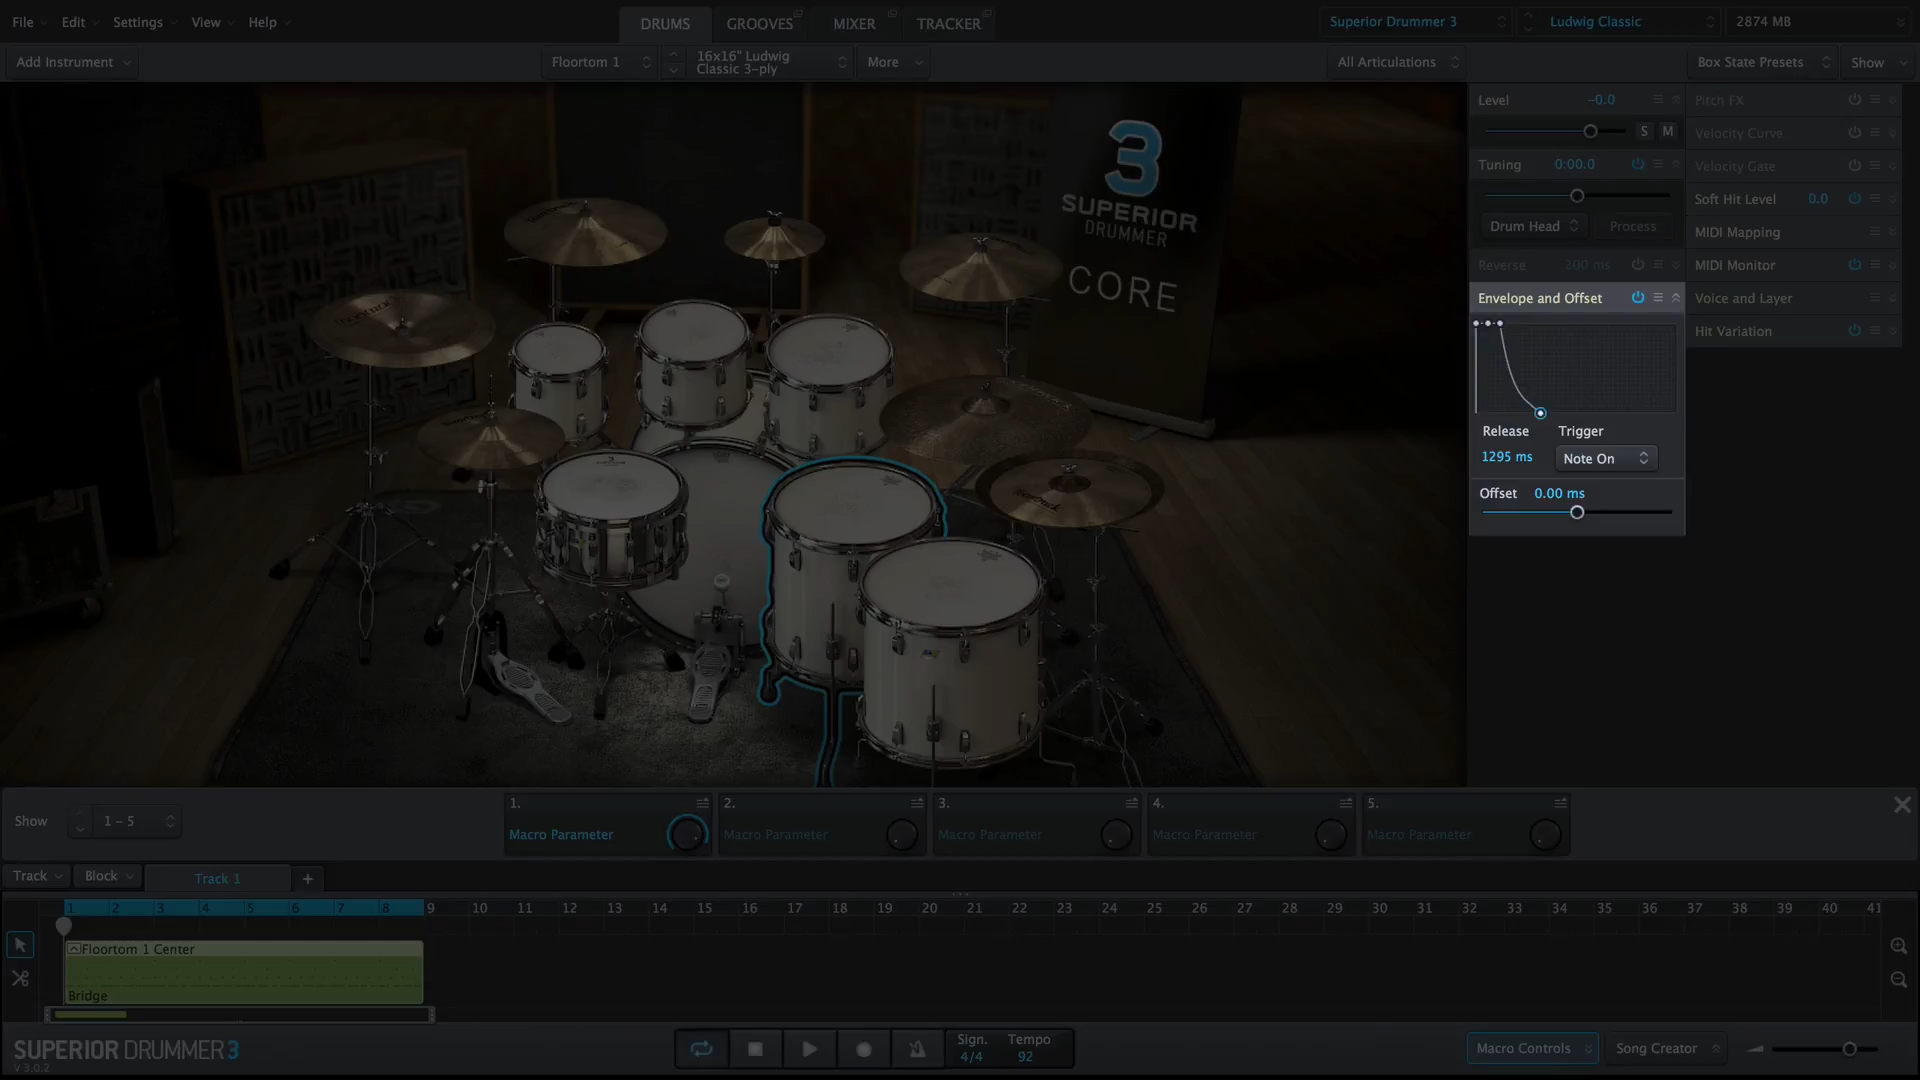 File
Edit
Settings
View
Help
DRUMS
GROOVES
MIXER
TRACKER
Superior Drummer 3
Ludwig Classic
2874 MB
Add Instrument
Floortom 1
16x16" Ludwig
Classic 3-ply
More
All Articulations
Box State Presets
Show
3
SUPERIOR
DRUMMER
CORE
Level
-0.0
S
M
Tuning
0:00.0
Drum Head
Process
Reverse
200 ms
Envelope and Offset
Release
Trigger
1295 ms
Note On
Offset
0.00 ms
Pitch FX
Velocity Curve
Velocity Gate
Soft Hit Level
0.0
MIDI Mapping
MIDI Monitor
Voice and Layer
Hit Variation
Show
1 – 5
1.
Macro Parameter
2.
Macro Parameter
3.
Macro Parameter
4.
Macro Parameter
5.
Macro Parameter
Track
Block
Track 1
+
1 2 3 4 5 6 7 8 9 10 11 12 13 14 15 16 17 18 19 20 21 22 23 24 25 26 27 28 29 30 31 32 33 34 35 36 37 38 39 40 41
Floortom 1 Center
Bridge
SUPERIOR DRUMMER 3
V 3.0.2
Sign.
4/4
Tempo
92
Macro Controls
Song Creator